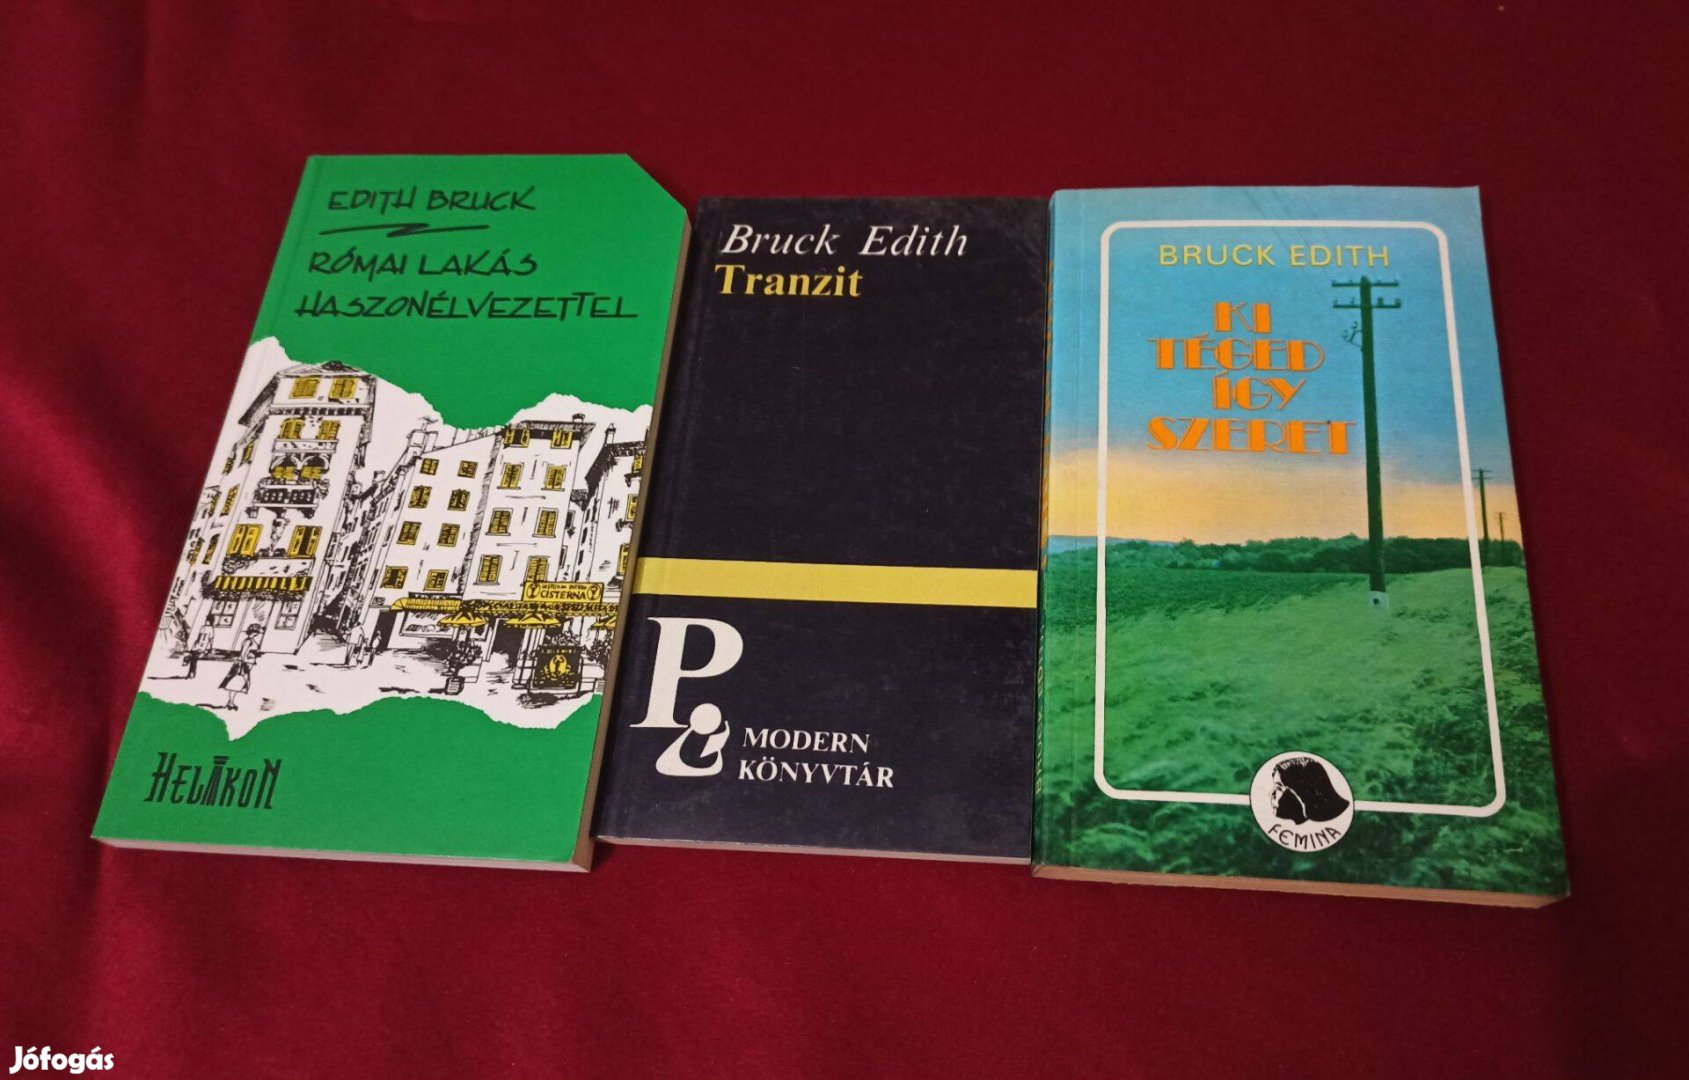 EDITH BRUCK
RÓMAI LAKÁS
HASZONÉLVEZETTEL
CISTERNA
HELIKON
Bruck Edith
Tranzit
P
MODERN
KÖNYVTÁR
BRUCK EDITH
KI
TÉGED
ÍGY
SZERET
FEMINA
Jófogás